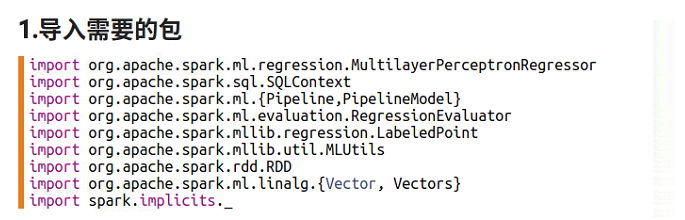 1.导入需要的包
import org.apache.spark.ml.regression.MultilayerPerceptronRegressor
import org.apache.spark.sql.SQLContext
import org.apache.spark.ml.{Pipeline,PipelineModel}
import org.apache.spark.ml.evaluation.RegressionEvaluator
import org.apache.spark.mllib.regression.LabeledPoint
import org.apache.spark.mllib.util.MLUtils
import org.apache.spark.rdd.RDD
import org.apache.spark.ml.linalg.{Vector, Vectors}
import spark.implicits._